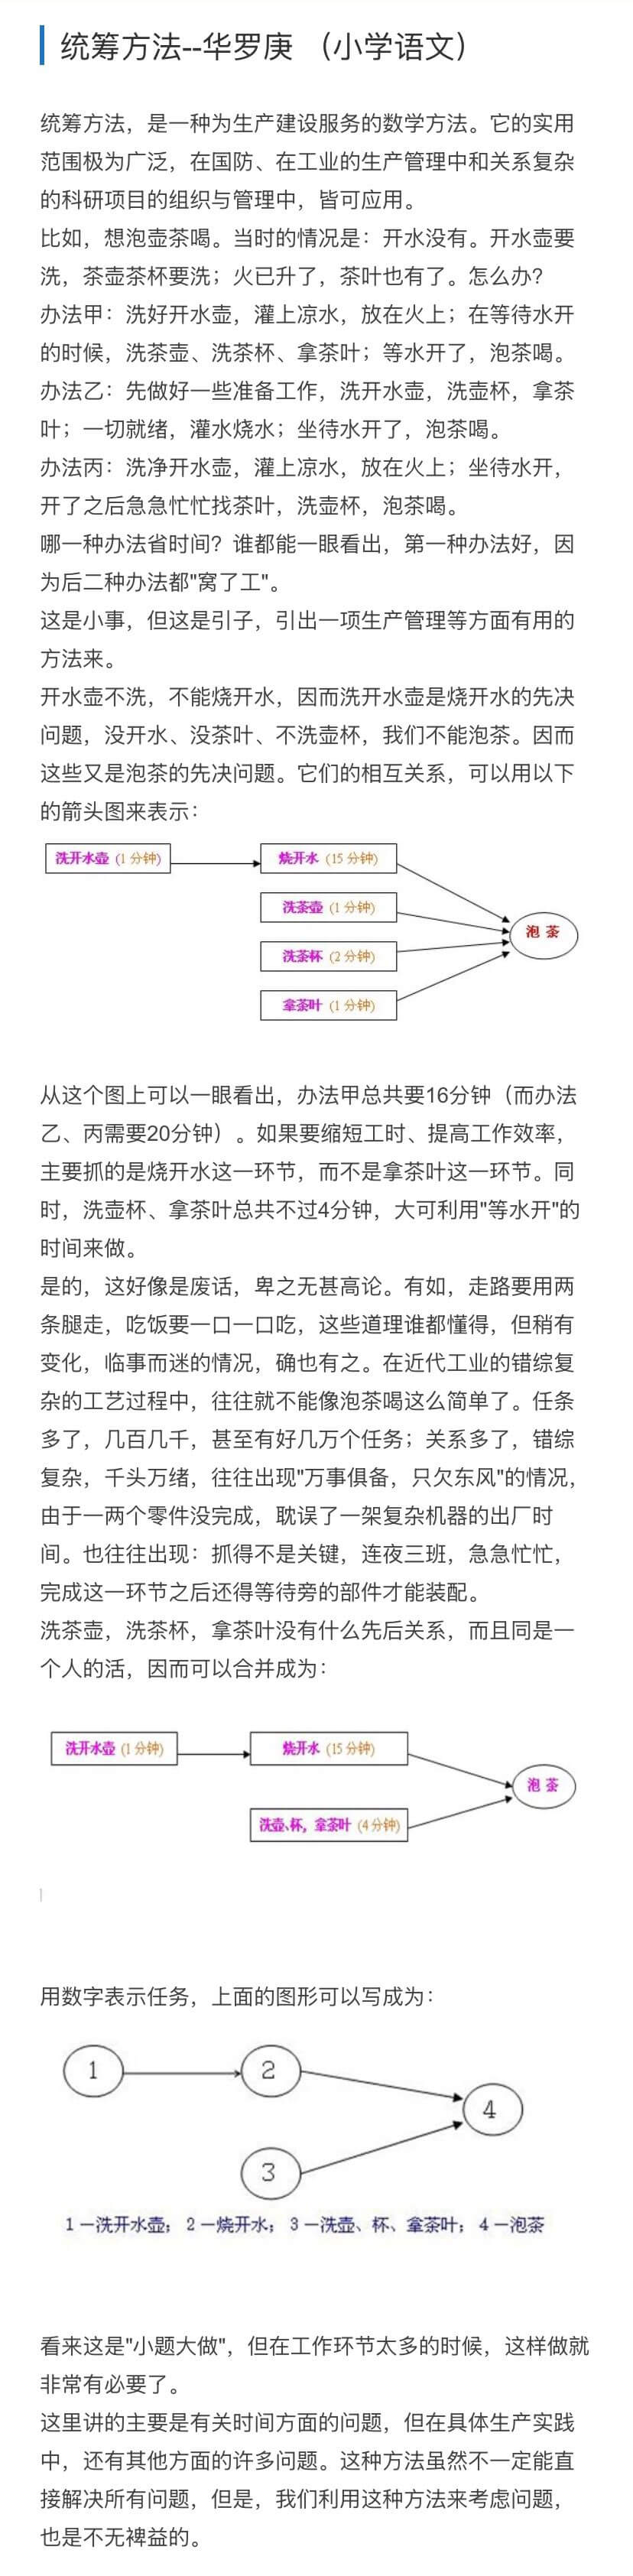 统筹方法--华罗庚 （小学语文）
统筹方法，是一种为生产建设服务的数学方法。它的实用
范围极为广泛，在国防、在工业的生产管理中和关系复杂
的科研项目的组织与管理中，皆可应用。
比如，想泡壶茶喝。当时的情况是：开水没有。开水壶要
洗，茶壶茶杯要洗；火已升了，茶叶也有了。怎么办？
办法甲：洗好开水壶，灌上凉水，放在火上；在等待水开
的时候，洗茶壶、洗茶杯、拿茶叶；等水开了，泡茶喝。
办法乙：先做好一些准备工作，洗开水壶，洗壶杯，拿茶
叶；一切就绪，灌水烧水；坐待水开了，泡茶喝。
办法丙：洗净开水壶，灌上凉水，放在火上；坐待水开，
开了之后急急忙忙找茶叶，洗壶杯，泡茶喝。
哪一种办法省时间？谁都能一眼看出，第一种办法好，因
为后二种办法都"窝了工"。
这是小事，但这是引子，引出一项生产管理等方面有用的
方法来。
开水壶不洗，不能烧开水，因而洗开水壶是烧开水的先决
问题，没开水、没茶叶、不洗壶杯，我们不能泡茶。因而
这些又是泡茶的先决问题。它们的相互关系，可以用以下
的箭头图来表示：
洗开水壶 (1 分钟)
烧开水 (15 分钟)
洗茶壶 (1 分钟)
泡 茶
洗茶杯 (2 分钟)
拿茶叶 (1 分钟)
从这个图上可以一眼看出，办法甲总共要16分钟（而办法
乙、丙需要20分钟）。如果要缩短工时、提高工作效率，
主要抓的是烧开水这一环节，而不是拿茶叶这一环节。同
时，洗壶杯、拿茶叶总共不过4分钟，大可利用"等水开"的
时间来做。
是的，这好像是废话，卑之无甚高论。有如，走路要用两
条腿走，吃饭要一口一口吃，这些道理谁都懂得，但稍有
变化，临事而迷的情况，确也有之。在近代工业的错综复
杂的工艺过程中，往往就不能像泡茶喝这么简单了。任条
多了，几百几千，甚至有好几万个任务；关系多了，错综
复杂，千头万绪，往往出现"万事俱备，只欠东风"的情况，
由于一两个零件没完成，耽误了一架复杂机器的出厂时
间。也往往出现：抓得不是关键，连夜三班，急急忙忙，
完成这一环节之后还得等待旁的部件才能装配。
洗茶壶，洗茶杯，拿茶叶没有什么先后关系，而且同是一
个人的活，因而可以合并成为：
洗开水壶 (1 分钟)
烧开水 (15 分钟)
泡 茶
洗壶、杯，拿茶叶 (4 分钟)
用数字表示任务，上面的图形可以写成为：
1
2
4
3
1 —洗开水壶； 2 —烧开水； 3 —洗壶、杯、拿茶叶； 4 —泡茶
看来这是"小题大做"，但在工作环节太多的时候，这样做就
非常有必要了。
这里讲的主要是有关时间方面的问题，但在具体生产实践
中，还有其他方面的许多问题。这种方法虽然不一定能直
接解决所有问题，但是，我们利用这种方法来考虑问题，
也是不无裨益的。